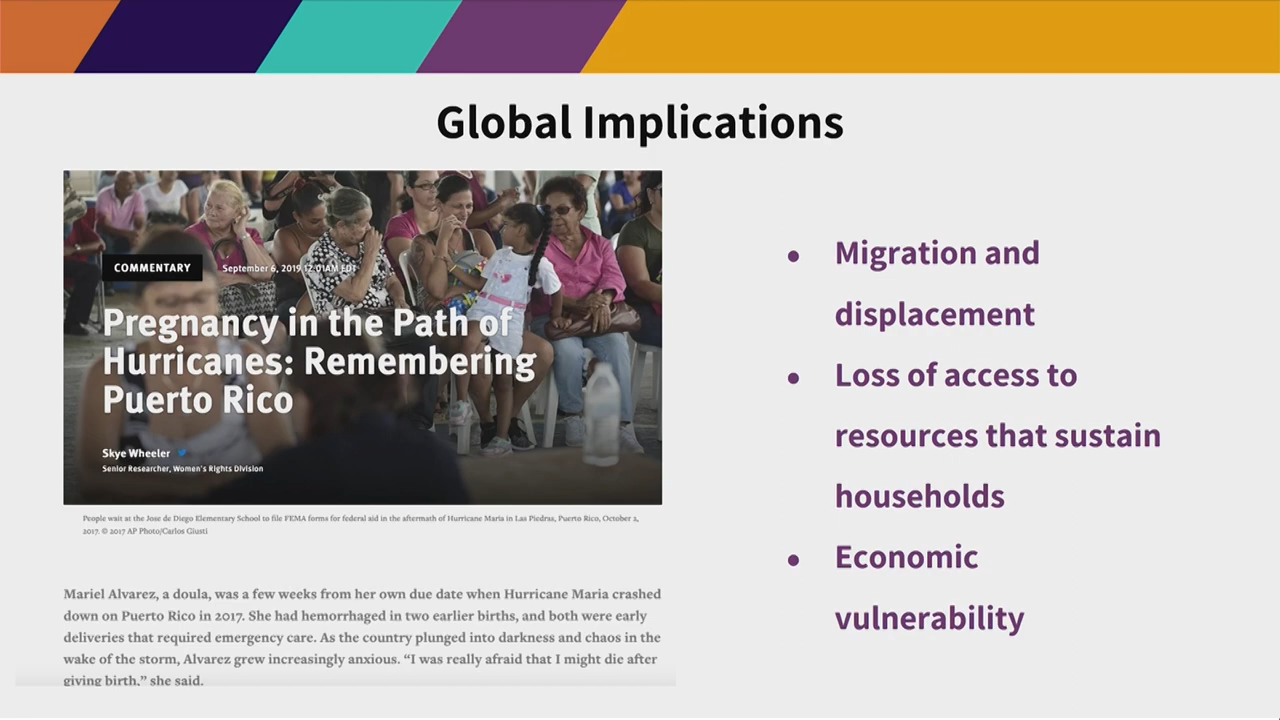 Global Implications
COMMENTARY
September 6, 2019 12:01AM EDT
Pregnancy in the Path of
Hurricanes: Remembering
Puerto Rico
Skye Wheeler
Senior Researcher, Women's Rights Division
People wait at the Jose de Diego Elementary School to file FEMA forms for federal aid in the aftermath of Hurricane Maria in Las Piedras, Puerto Rico, October 2,
2017. © 2017 AP Photo/Carlos Giusti
Mariel Alvarez, a doula, was a few weeks from her own due date when Hurricane Maria crashed
down on Puerto Rico in 2017. She had hemorrhaged in two earlier births, and both were early
deliveries that required emergency care. As the country plunged into darkness and chaos in the
wake of the storm, Alvarez grew increasingly anxious. “I was really afraid that I might die after
giving birth,” she said.
• Migration and
displacement
• Loss of access to
resources that sustain
households
• Economic
vulnerability